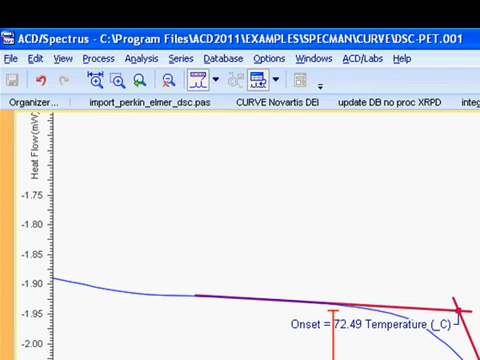 ACD/Spectrus - C:\Program Files\ACD2011\EXAMPLES\SPECMAN\CURVE\DSC-PET.001
File Edit View Process Analysis Series Database Options Windows ACD/Labs Help
Organizer... import_perkin_elmer_dsc.pas CURVE Novartis DEI update DB no proc XRPD integ
Heat Flow (mW)
-1.75
-1.80
-1.85
-1.90
-1.95
Onset = 72.49 Temperature (_C)
-2.00